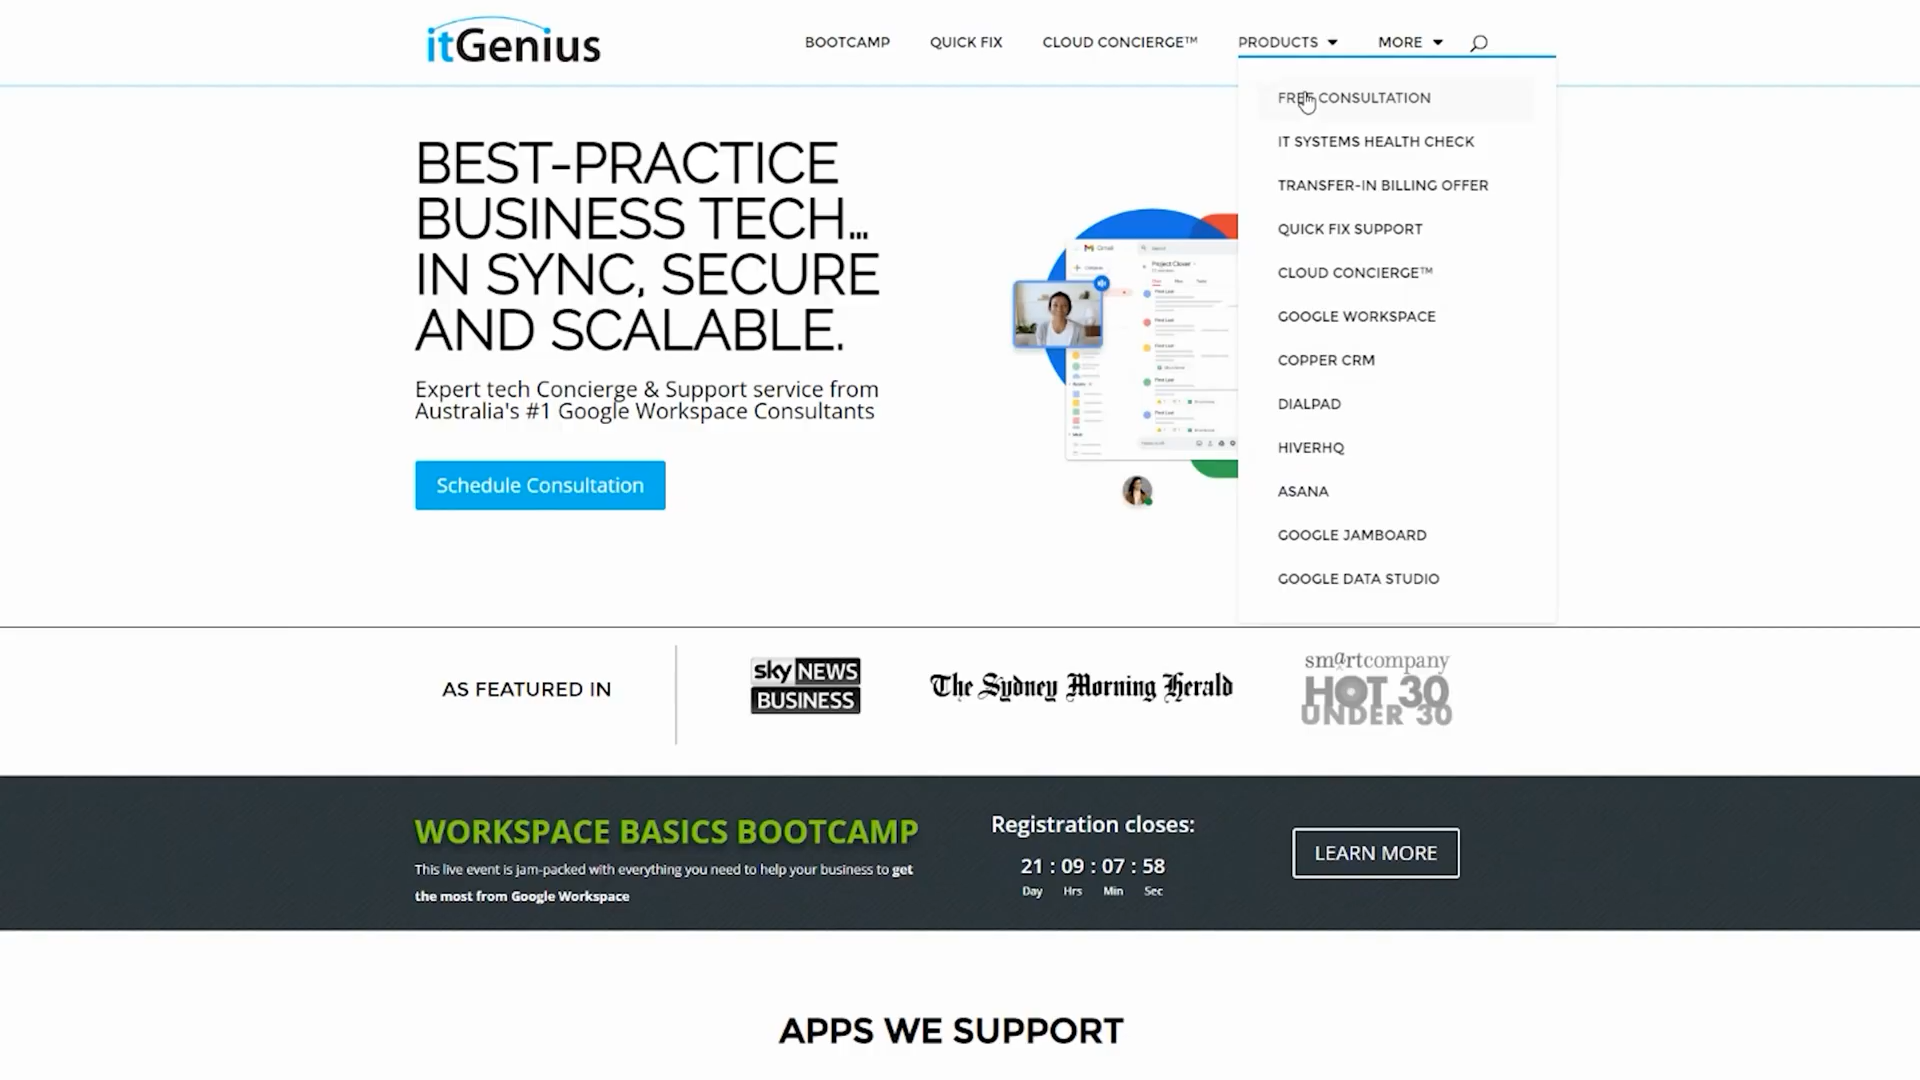 itGenius
BOOTCAMP
QUICK FIX
CLOUD CONCIERGE™
PRODUCTS
MORE
FREE CONSULTATION
IT SYSTEMS HEALTH CHECK
TRANSFER-IN BILLING OFFER
QUICK FIX SUPPORT
CLOUD CONCIERGE™
GOOGLE WORKSPACE
COPPER CRM
DIALPAD
HIVERHQ
ASANA
GOOGLE JAMBOARD
GOOGLE DATA STUDIO
BEST-PRACTICE
BUSINESS TECH...
IN SYNC, SECURE
AND SCALABLE.
Expert tech Concierge & Support service from
Australia's #1 Google Workspace Consultants
Schedule Consultation
Gmail
Search
Compose
Project Clover
AS FEATURED IN
sky NEWS
BUSINESS
The Sydney Morning Herald
smartcompany
HOT 30
UNDER 30
WORKSPACE BASICS BOOTCAMP
This live event is jam-packed with everything you need to help your business to get
the most from Google Workspace
Registration closes:
21 : 09 : 07 : 58
Day Hrs Min Sec
LEARN MORE
APPS WE SUPPORT